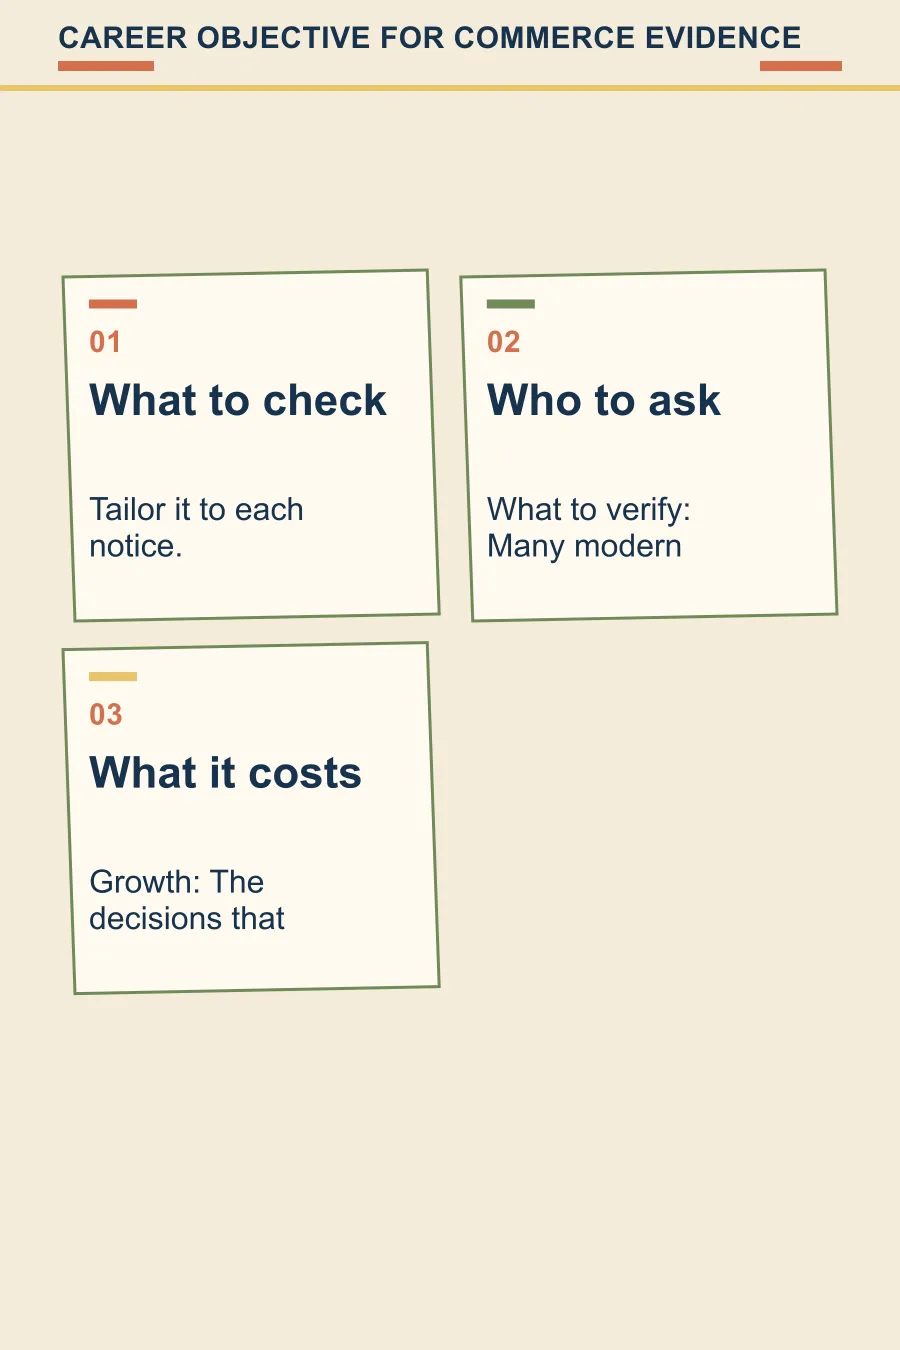 CAREER OBJECTIVE FOR COMMERCE EVIDENCE
01
What to check
Tailor it to each
notice.
02
Who to ask
What to verify:
Many modern
03
What it costs
Growth: The
decisions that